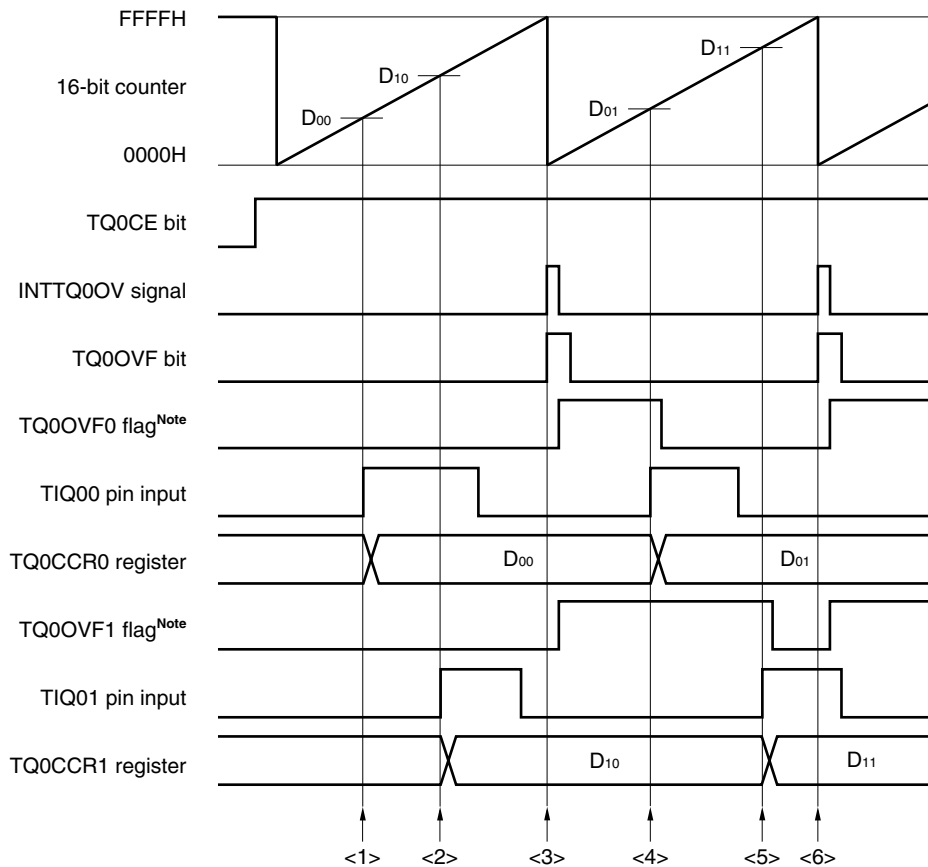 FFFFH
D11
D10
16-bit counter
D01
D00
0000H
TQ0CE bit
INTTQ0OV signal
TQ0OVF bit
TQ0OVF0 flagNote
TIQ00 pin input
TQ0CCR0 register
D00
D01
TQ0OVF1 flagNote
TIQ01 pin input
TQ0CCR1 register
D10
D11
<1> <2> <3> <4> <5> <6>